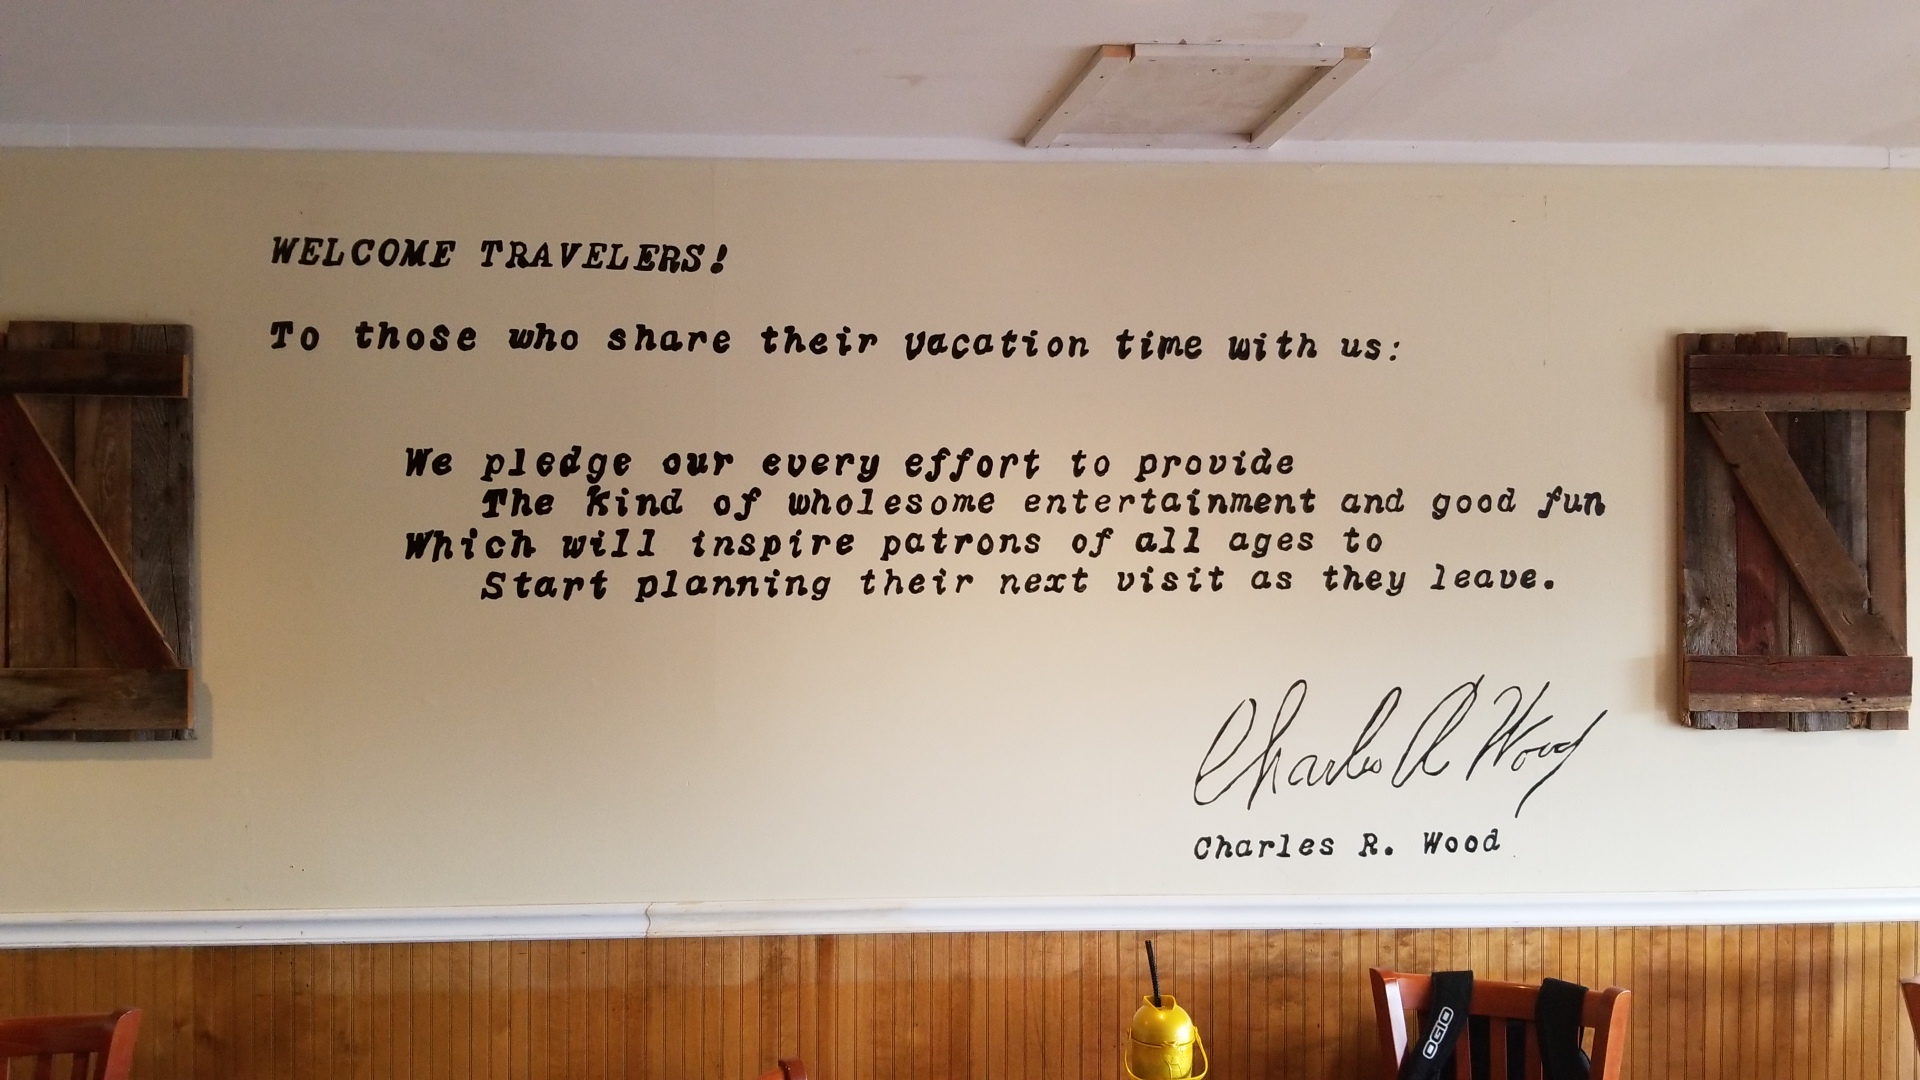 WELCOME TRAVELERS!
To those who share their vacation time with us:
We pledge our every effort to provide
The kind of wholesome entertainment and good fun
Which will inspire patrons of all ages to
Start planning their next visit as they leave.
Charles R Wood
Charles R. Wood
OGIO